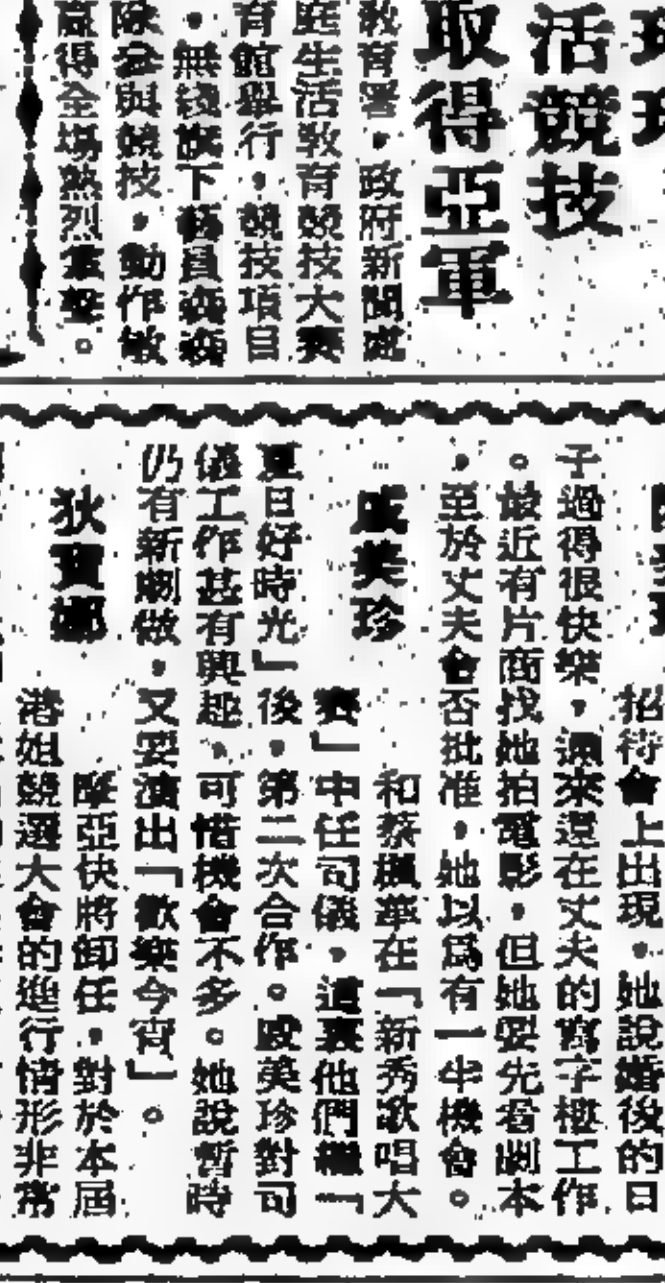 活競技
取得亞軍
教育署，政府新聞處
庭生活教育競技大賽
育館舉行，競技項目
，無綫旗下藝員
隊參與競技，動作敏
贏得全場熱烈掌聲。
招待會上出現，她說婚後的日
子過得很快樂，邇來還在丈夫的寫字樓工作
。最近有片商找她拍電影，但她要先看劇本
，至於丈夫會否批准，她以爲有一半機會。
戚美珍
和蔡楓華在「新秀歌唱大
賽」中任司儀，這裏他們繼「
夏日好時光」後，第二次合作。戚美珍對司
儀工作甚有興趣，可惜機會不多。她說暫時
仍有新劇做，又要演出「歡樂今宵」。
狄寶娜
亞快將卸任，對於本屆
港姐競選大會的進行情形非常